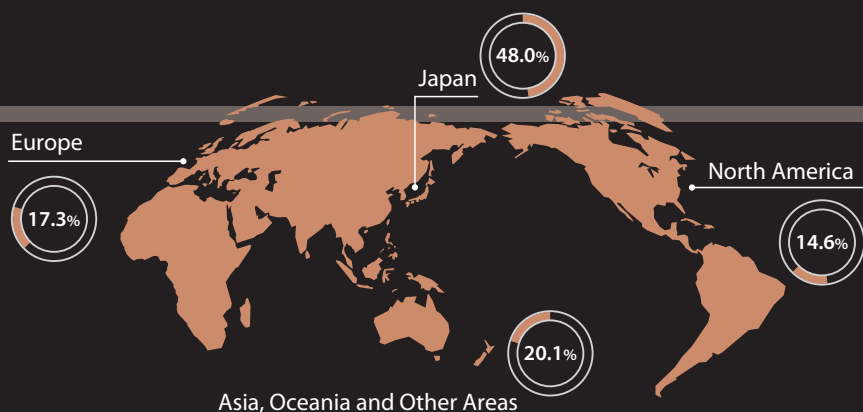 48.0%
Japan
Europe
North America
17.3%
14.6%
20.1%
Asia, Oceania and Other Areas